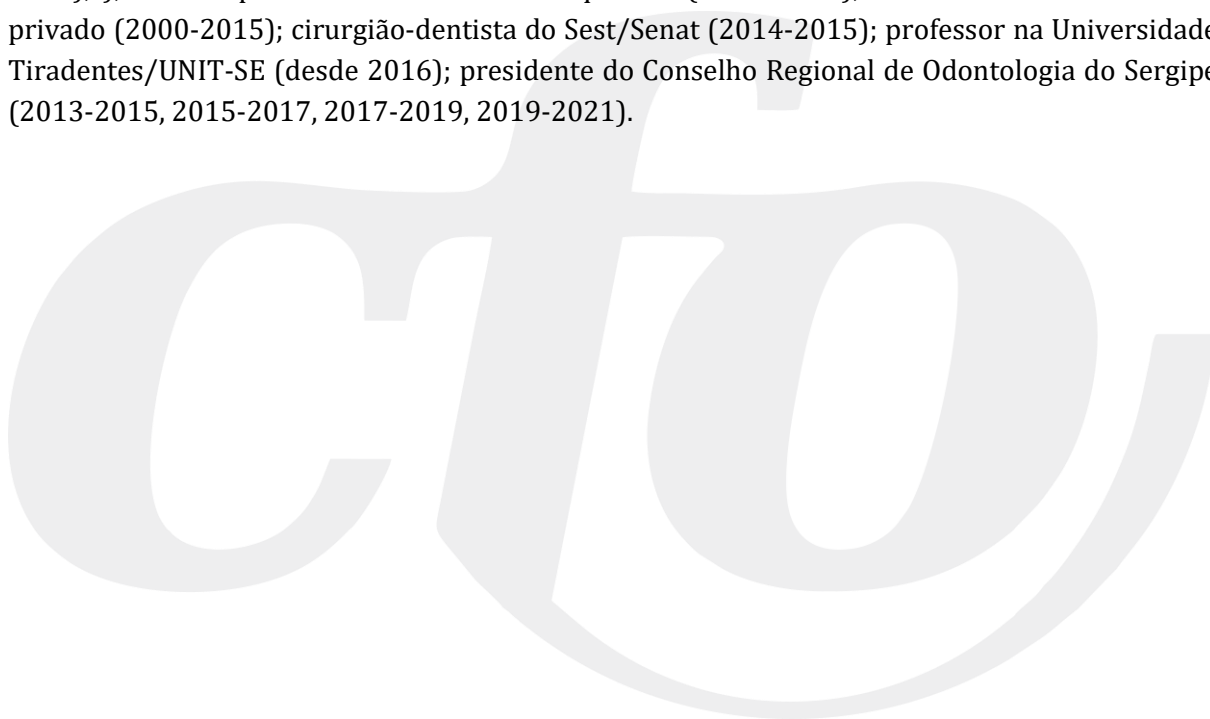 privado (2000-2015); cirurgião-dentista do Sest/Senat (2014-2015); professor na Universidade
Tiradentes/UNIT-SE (desde 2016); presidente do Conselho Regional de Odontologia do Sergipe
(2013-2015, 2015-2017, 2017-2019, 2019-2021).
cfo